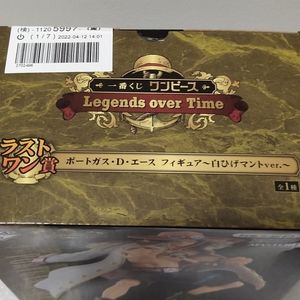 (株)-1120 5997
(1/7) 2022-04-12 14:01
一番くじ ワンピース
Legends over Time
ラスト
ワン賞
ポートガス・D・エース フィギュア～白ひげマントver.～
全1種